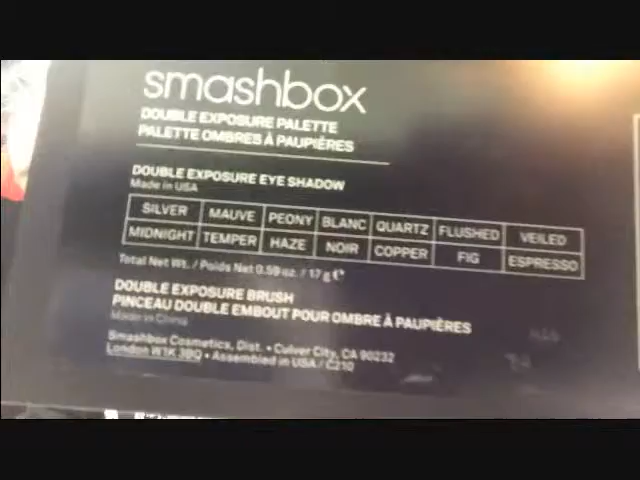 smashbox
DOUBLE EXPOSURE PALETTE
PALETTE OMBRES À PAUPIÈRES
DOUBLE EXPOSURE EYE SHADOW
Made in USA
SILVER MAUVE PEONY BLANC QUARTZ FLUSHED VEILED
MIDNIGHT TEMPER HAZE NOIR COPPER FIG ESPRESSO
Total Net Wt. / Poids Net 0.59 oz. / 17 g ℮
DOUBLE EXPOSURE BRUSH
PINCEAU DOUBLE EMBOUT POUR OMBRE À PAUPIÈRES
Made in China
Smashbox Cosmetics, Dist. • Culver City, CA 90232
London W1K 3BQ • Assembled in USA / C210